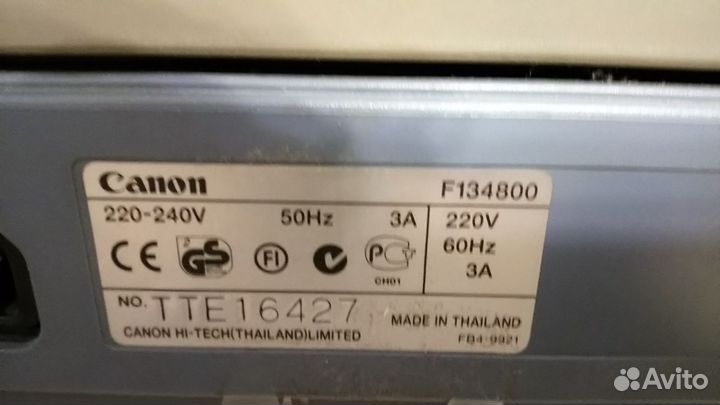 Canon F134800
220-240V 50Hz 3A 220V
60Hz
3A
CE GS FI PC
CH01
NO. TTE16427 MADE IN THAILAND
CANON HI-TECH(THAILAND)LIMITED FB4-9921
Avito